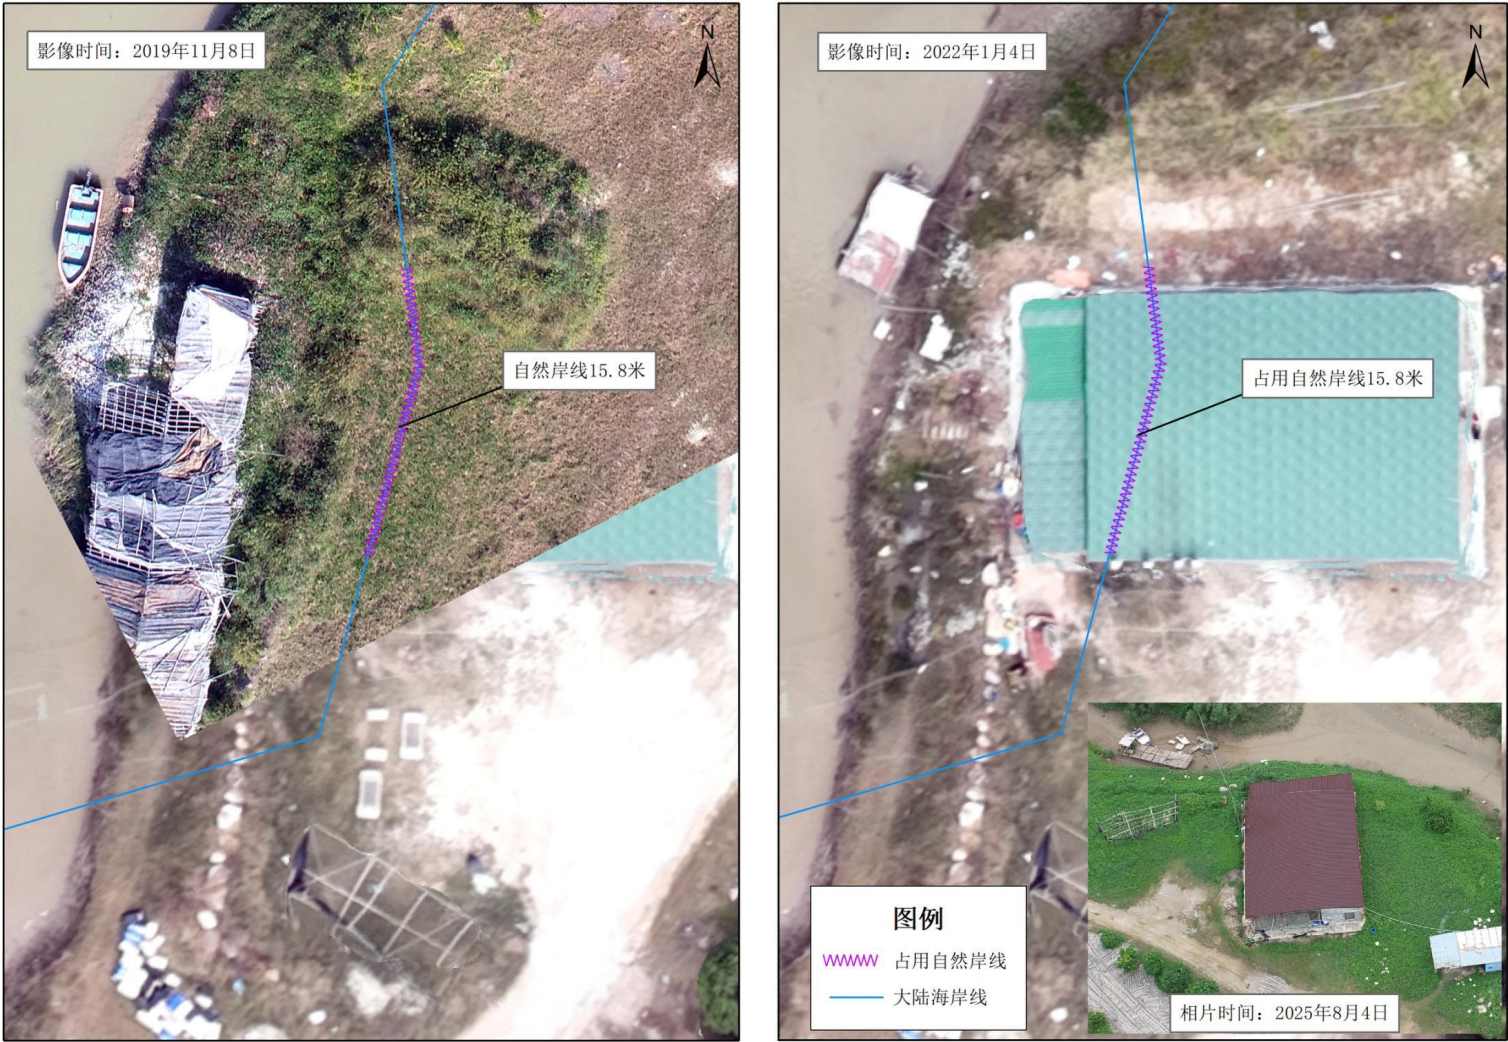 影像时间：2019年11月8日
N
自然岸线15.8米
影像时间：2022年1月4日
N
占用自然岸线15.8米
图例
占用自然岸线
大陆海岸线
相片时间：2025年8月4日